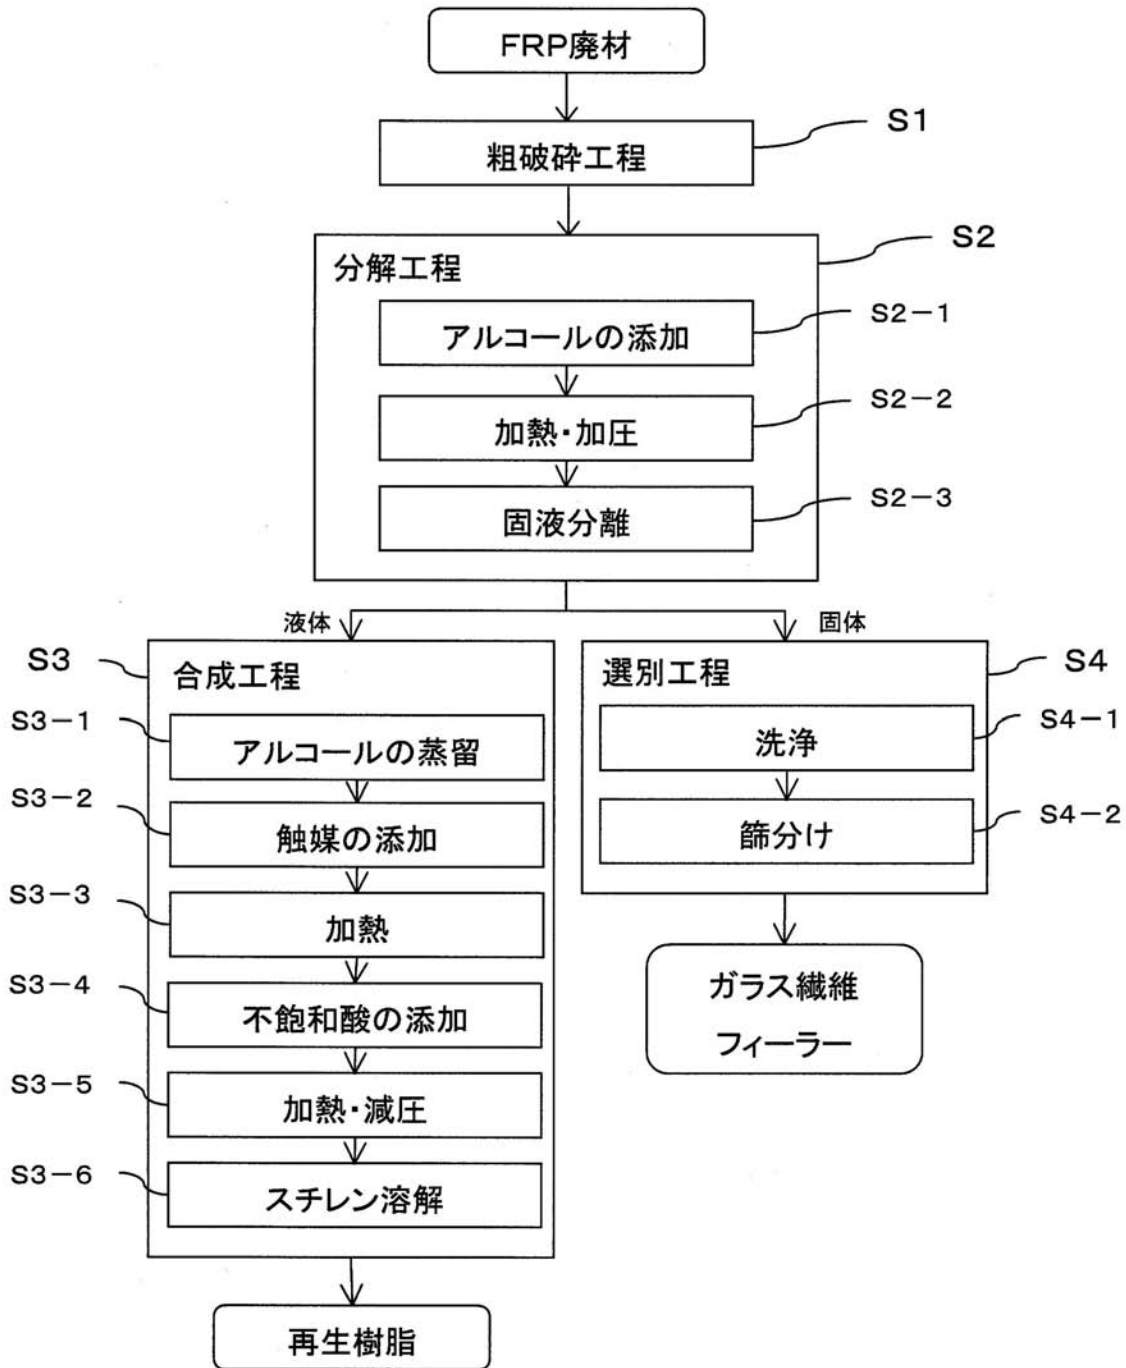 FRP廃材
S1
粗破砕工程
S2
分解工程
S2-1
アルコールの添加
S2-2
加熱・加圧
S2-3
固液分離
液体
固体
S3
合成工程
S3-1
アルコールの蒸留
S3-2
触媒の添加
S3-3
加熱
S3-4
不飽和酸の添加
S3-5
加熱・減圧
S3-6
スチレン溶解
再生樹脂
S4
選別工程
S4-1
洗浄
S4-2
篩分け
ガラス繊維
フィーラー